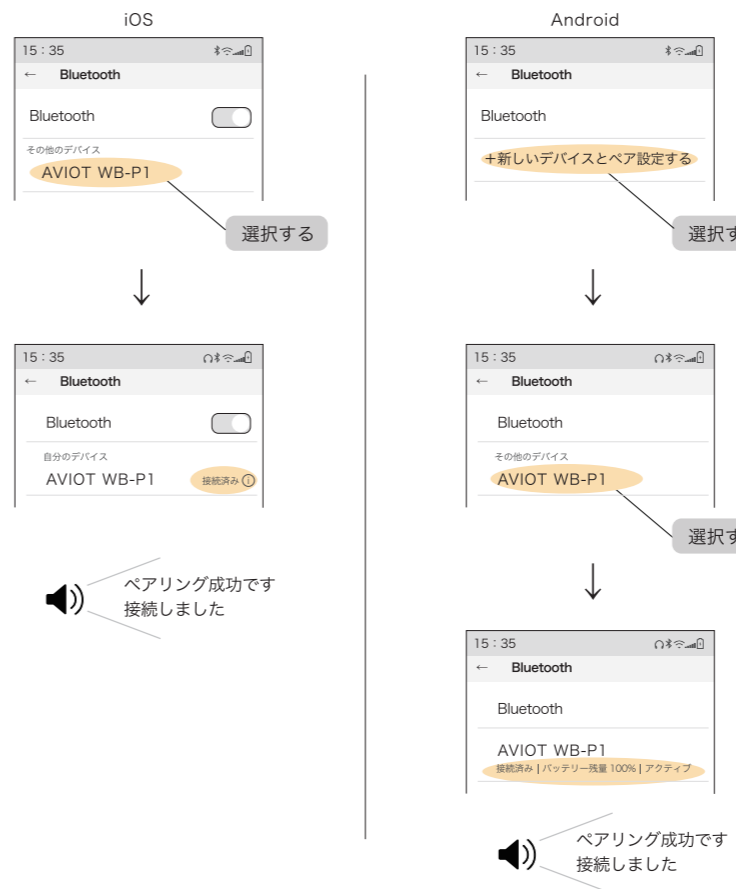 iOS
15：35
← Bluetooth
Bluetooth
その他のデバイス
AVIOT WB-P1
選択する
↓
15：35
← Bluetooth
Bluetooth
自分のデバイス
AVIOT WB-P1 接続済み
ペアリング成功です
接続しました
Android
15：35
← Bluetooth
Bluetooth
＋新しいデバイスとペア設定する
選択す
↓
15：35
← Bluetooth
Bluetooth
その他のデバイス
AVIOT WB-P1
選択す
↓
15：35
← Bluetooth
Bluetooth
AVIOT WB-P1
接続済み | バッテリー残量 100% | アクティブ
ペアリング成功です
接続しました